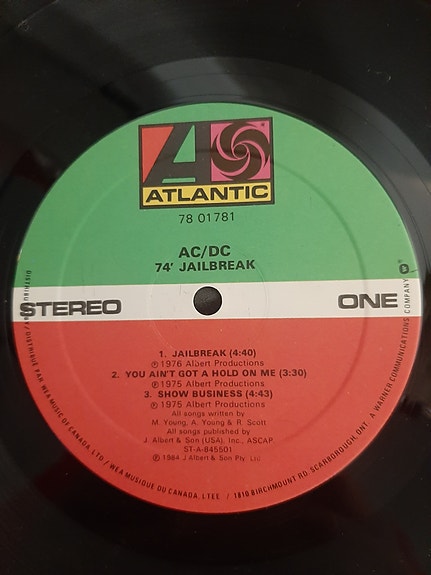 ATLANTIC
78 01781
AC/DC
74' JAILBREAK
STEREO
ONE
1. JAILBREAK (4:40)
℗ 1976 Albert Productions
2. YOU AIN'T GOT A HOLD ON ME (3:30)
℗ 1975 Albert Productions
3. SHOW BUSINESS (4:43)
℗ 1975 Albert Productions
All songs written by
M. Young, A. Young & R. Scott
All songs published by
J. Albert & Son (USA), Inc., ASCAP.
ST-A-845501
℗ 1984 J Albert & Son Pty. Ltd
/ DISTRIBUÉ PAR WEA MUSIC OF CANADA, LTD / WEA MUSIQUE DU CANADA, LTEE. / 1810 BIRCHMOUNT RD. SCARBOROUGH, ONT. A WARNER COMMUNICATIONS COMPANY